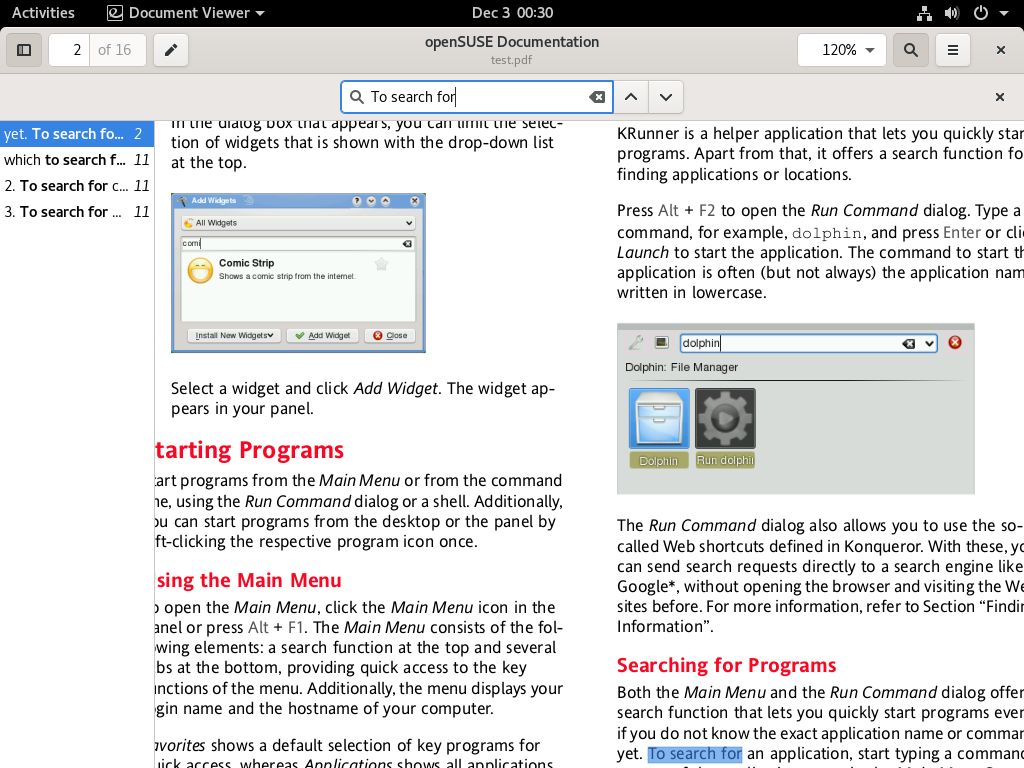 Activities
Document Viewer
Dec 3 00:30
2
of 16
openSUSE Documentation
test.pdf
120%
To search for
yet. To search fo... 2
which to search f... 11
2. To search for c... 11
3. To search for ... 11
In the dialog box that appears, you can limit the selec-
tion of widgets that is shown with the drop-down list
at the top.
Add Widgets
All Widgets
comi
Comic Strip
Shows a comic strip from the internet.
Install New Widgets
Add Widget
Close
Select a widget and click Add Widget. The widget ap-
pears in your panel.
tarting Programs
art programs from the Main Menu or from the command
ne, using the Run Command dialog or a shell. Additionally,
ou can start programs from the desktop or the panel by
ft-clicking the respective program icon once.
sing the Main Menu
o open the Main Menu, click the Main Menu icon in the
anel or press Alt + F1. The Main Menu consists of the fol-
wing elements: a search function at the top and several
bs at the bottom, providing quick access to the key
unctions of the menu. Additionally, the menu displays your
gin name and the hostname of your computer.
avorites shows a default selection of key programs for
uick access, whereas Applications shows all applications
KRunner is a helper application that lets you quickly star
programs. Apart from that, it offers a search function fo
finding applications or locations.
Press Alt + F2 to open the Run Command dialog. Type a
command, for example, dolphin, and press Enter or clic
Launch to start the application. The command to start th
application is often (but not always) the application nam
written in lowercase.
dolphin
Dolphin: File Manager
Dolphin
Run dolphin
The Run Command dialog also allows you to use the so-
called Web shortcuts defined in Konqueror. With these, yo
can send search requests directly to a search engine like
Google*, without opening the browser and visiting the We
sites before. For more information, refer to Section “Findin
Information”.
Searching for Programs
Both the Main Menu and the Run Command dialog offer
search function that lets you quickly start programs even
if you do not know the exact application name or comman
yet. To search for an application, start typing a command